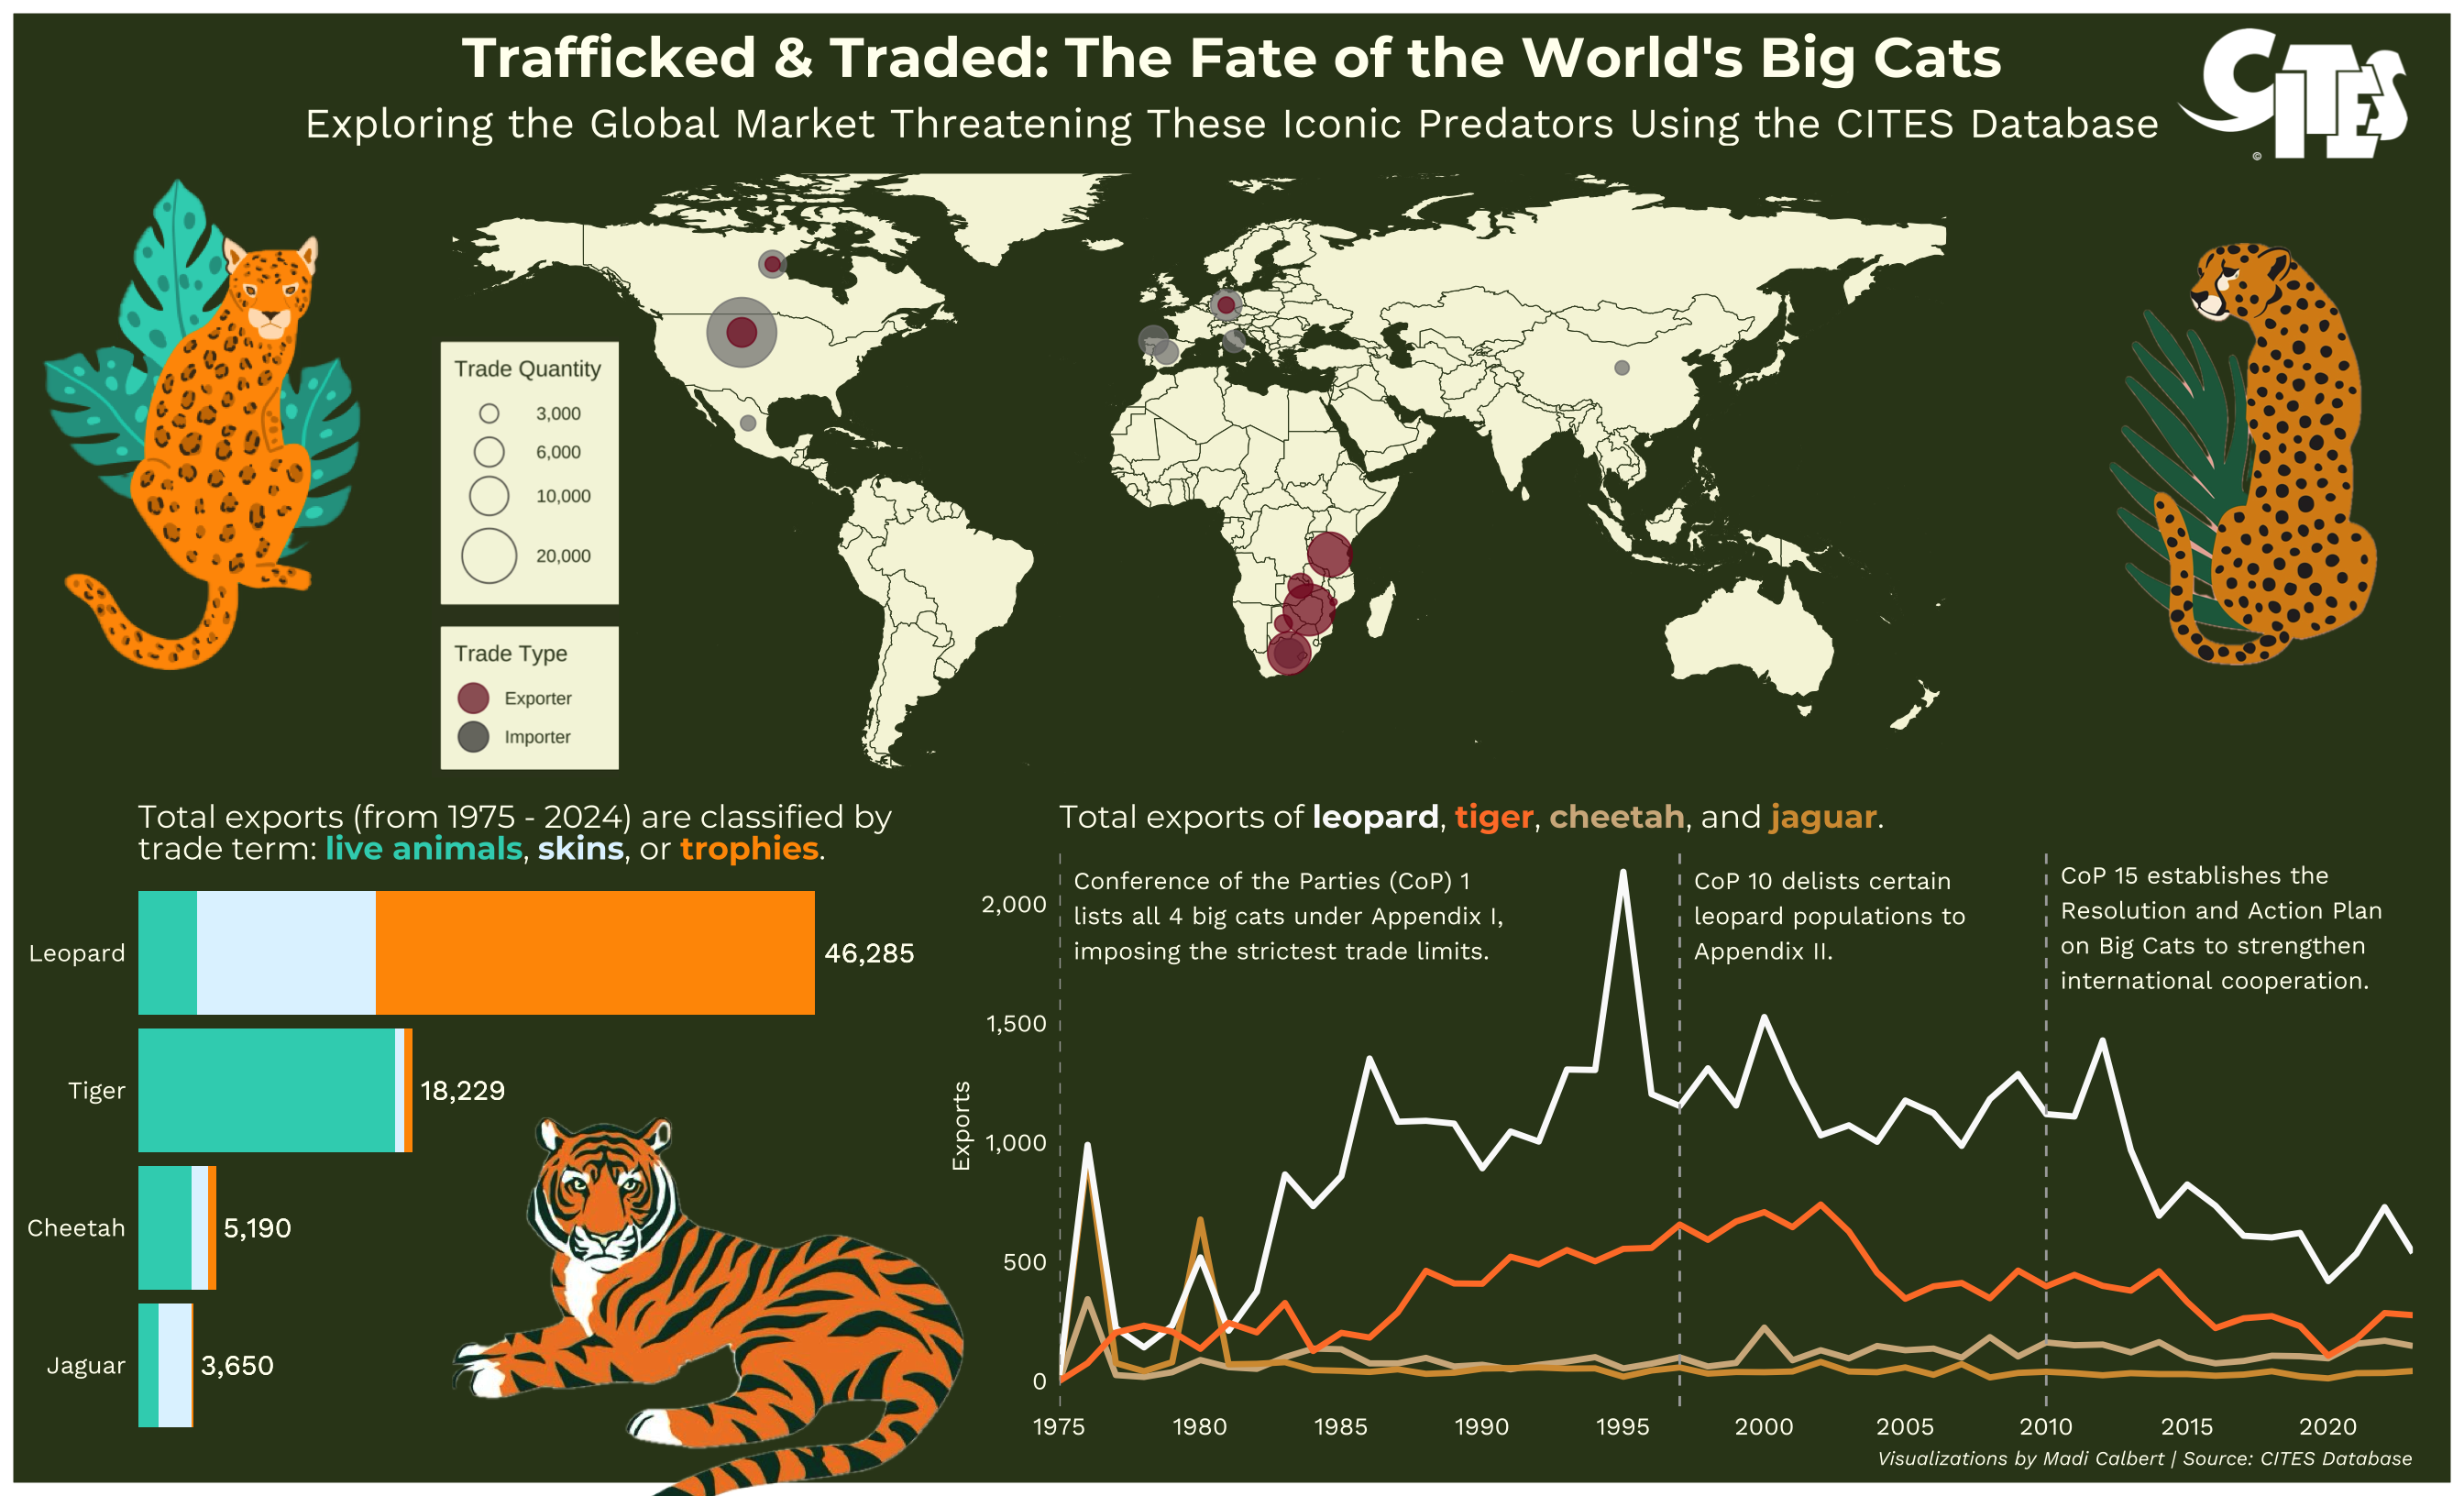 Trafficked & Traded: The Fate of the World's Big Cats
Exploring the Global Market Threatening These Iconic Predators Using the CITES Database
CITES
©
Trade Quantity
3,000
6,000
10,000
20,000
Trade Type
Exporter
Importer
Total exports (from 1975 - 2024) are classified by
trade term: live animals, skins, or trophies.
Leopard
46,285
Tiger
18,229
Cheetah
5,190
Jaguar
3,650
Total exports of leopard, tiger, cheetah, and jaguar.
Conference of the Parties (CoP) 1
lists all 4 big cats under Appendix I,
imposing the strictest trade limits.
CoP 10 delists certain
leopard populations to
Appendix II.
CoP 15 establishes the
Resolution and Action Plan
on Big Cats to strengthen
international cooperation.
Exports
2,000
1,500
1,000
500
0
1975 1980 1985 1990 1995 2000 2005 2010 2015 2020
Visualizations by Madi Calbert | Source: CITES Database